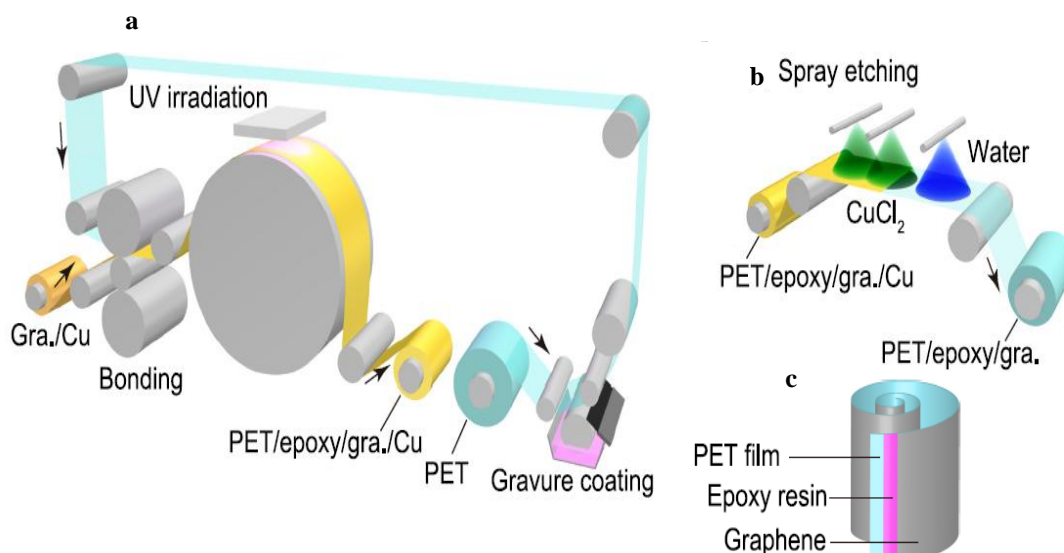 a
UV irradiation
Gra./Cu
Bonding
PET/epoxy/gra./Cu
PET
Gravure coating
b
Spray etching
Water
CuCl₂
PET/epoxy/gra./Cu
PET/epoxy/gra.
c
PET film
Epoxy resin
Graphene